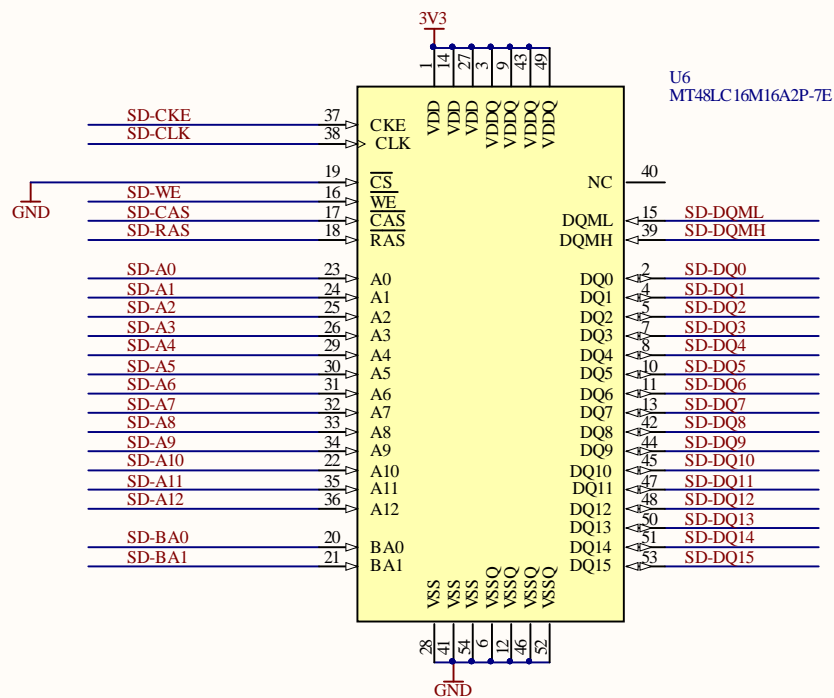 3V3
1 14 27 3 9 43 49
U6
MT48LC16M16A2P-7E
VDD VDD VDD VDDQ VDDQ VDDQ VDDQ
SD-CKE 37 CKE
SD-CLK 38 CLK
19 CS NC 40
GND
SD-WE 16 WE
SD-CAS 17 CAS DQML 15 SD-DQML
SD-RAS 18 RAS DQMH 39 SD-DQMH
SD-A0 23 A0 DQ0 2 SD-DQ0
SD-A1 24 A1 DQ1 4 SD-DQ1
SD-A2 25 A2 DQ2 5 SD-DQ2
SD-A3 26 A3 DQ3 7 SD-DQ3
SD-A4 29 A4 DQ4 8 SD-DQ4
SD-A5 30 A5 DQ5 10 SD-DQ5
SD-A6 31 A6 DQ6 11 SD-DQ6
SD-A7 32 A7 DQ7 13 SD-DQ7
SD-A8 33 A8 DQ8 42 SD-DQ8
SD-A9 34 A9 DQ9 44 SD-DQ9
SD-A10 22 A10 DQ10 45 SD-DQ10
SD-A11 35 A11 DQ11 47 SD-DQ11
SD-A12 36 A12 DQ12 48 SD-DQ12
DQ13 50 SD-DQ13
SD-BA0 20 BA0 DQ14 51 SD-DQ14
SD-BA1 21 BA1 DQ15 53 SD-DQ15
VSS VSS VSS VSSQ VSSQ VSSQ VSSQ
28 41 54 6 12 46 52
GND